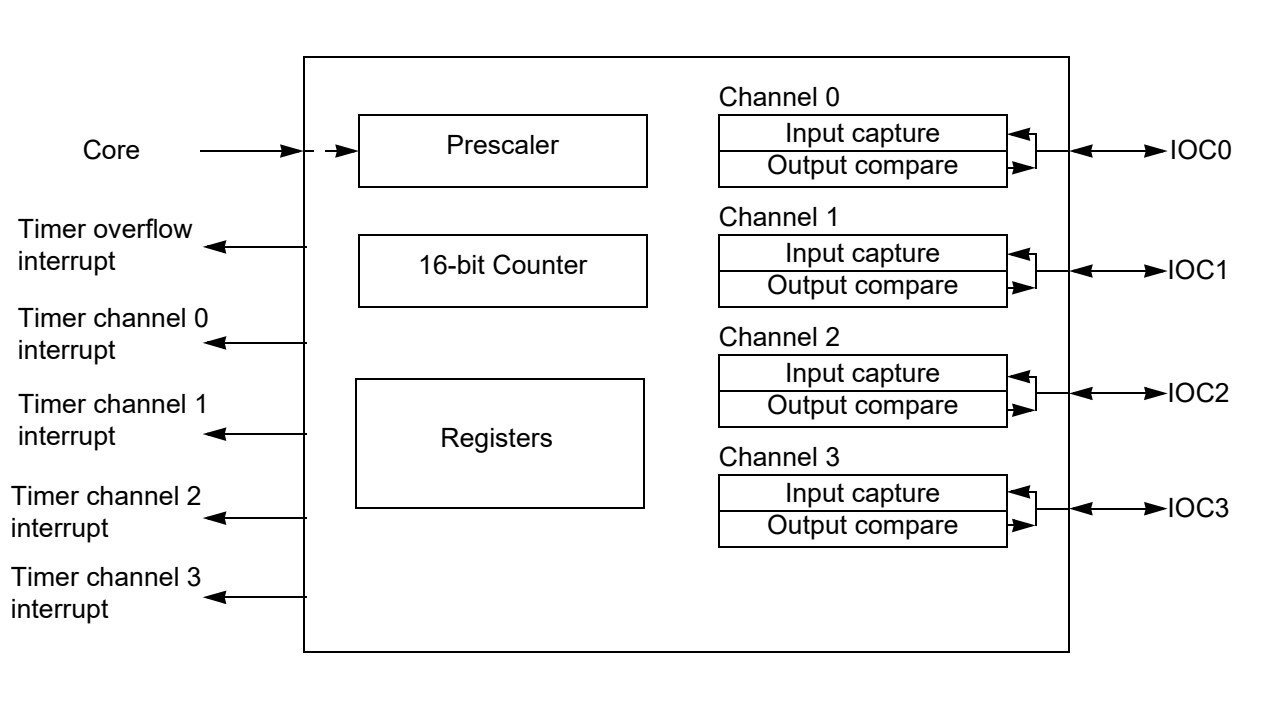 Core
Timer overflow
interrupt
Timer channel 0
interrupt
Timer channel 1
interrupt
Timer channel 2
interrupt
Timer channel 3
interrupt
Prescaler
16-bit Counter
Registers
Channel 0
Input capture
Output compare
Channel 1
Input capture
Output compare
Channel 2
Input capture
Output compare
Channel 3
Input capture
Output compare
IOC0
IOC1
IOC2
IOC3